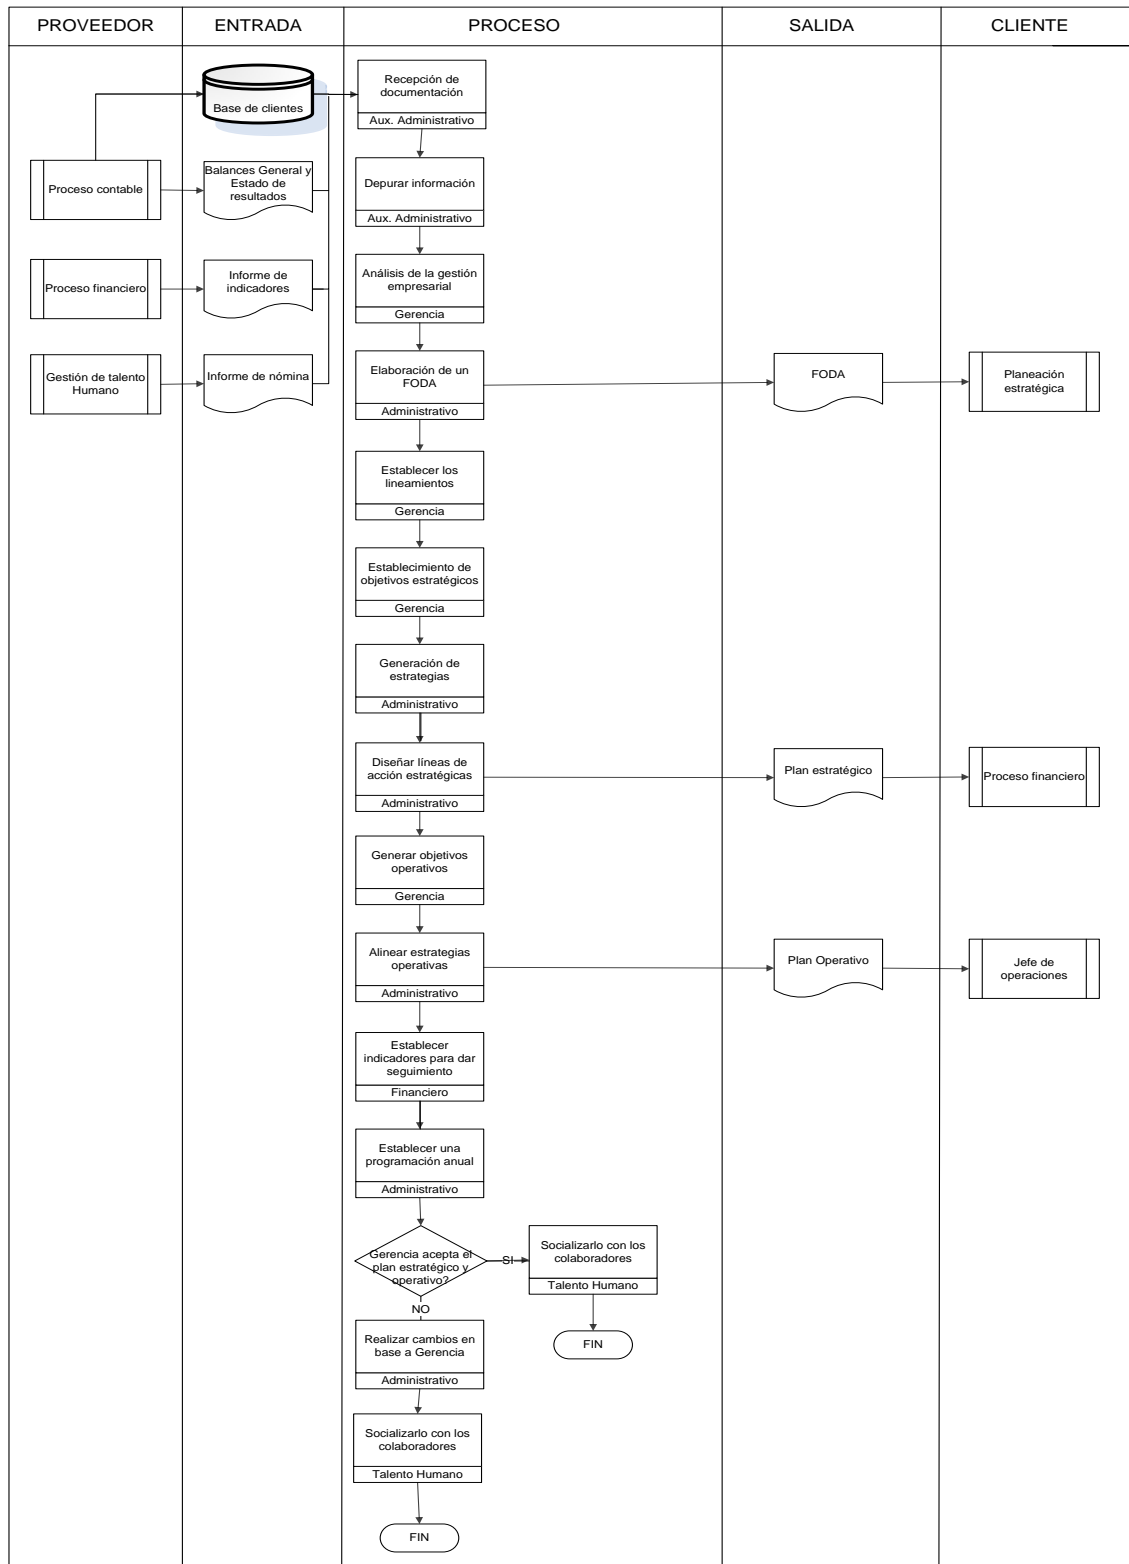 PROVEEDOR
ENTRADA
PROCESO
SALIDA
CLIENTE
Base de clientes
Recepción de
documentación
Aux. Administrativo
Proceso contable
Balances General y
Estado de
resultados
Depurar información
Aux. Administrativo
Proceso financiero
Informe de
indicadores
Análisis de la gestión
empresarial
Gerencia
Gestión de talento
Humano
Informe de nómina
Elaboración de un
FODA
Administrativo
FODA
Planeación
estratégica
Establecer los
lineamientos
Gerencia
Establecimiento de
objetivos estratégicos
Gerencia
Generación de
estrategias
Administrativo
Diseñar líneas de
acción estratégicas
Administrativo
Plan estratégico
Proceso financiero
Generar objetivos
operativos
Gerencia
Alinear estrategias
operativas
Administrativo
Plan Operativo
Jefe de
operaciones
Establecer
indicadores para dar
seguimiento
Financiero
Establecer una
programación anual
Administrativo
Gerencia acepta el
plan estratégico y
operativo?
SI
Socializarlo con los
colaboradores
Talento Humano
FIN
NO
Realizar cambios en
base a Gerencia
Administrativo
Socializarlo con los
colaboradores
Talento Humano
FIN